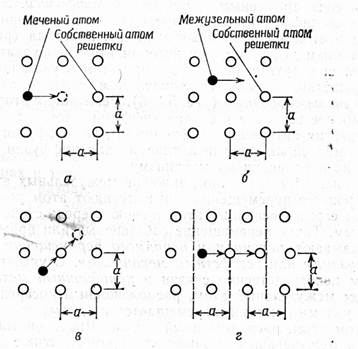 Меченый атом
Собственный атом
решетки
a
a
а
Межузельный атом
Собственный атом
решетки
a
a
б
a
a
в
a
a
a
г